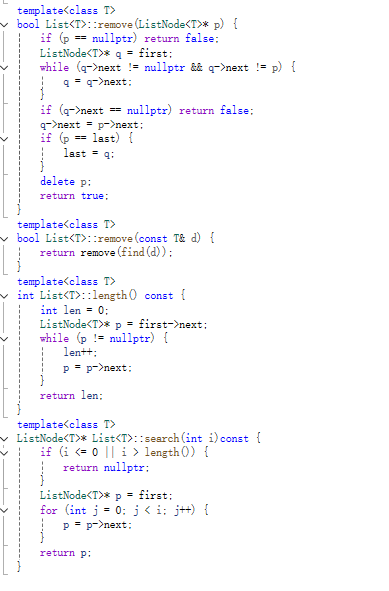 template<class T>
bool List<T>::remove(ListNode<T>* p) {
    if (p == nullptr) return false;
    ListNode<T>* q = first;
    while (q->next != nullptr && q->next != p) {
        q = q->next;
    }
    if (q->next == nullptr) return false;
    q->next = p->next;
    if (p == last) {
        last = q;
    }
    delete p;
    return true;
}
template<class T>
bool List<T>::remove(const T& d) {
    return remove(find(d));
}
template<class T>
int List<T>::length() const {
    int len = 0;
    ListNode<T>* p = first->next;
    while (p != nullptr) {
        len++;
        p = p->next;
    }
    return len;
}
template<class T>
ListNode<T>* List<T>::search(int i)const {
    if (i <= 0 || i > length()) {
        return nullptr;
    }
    ListNode<T>* p = first;
    for (int j = 0; j < i; j++) {
        p = p->next;
    }
    return p;
}